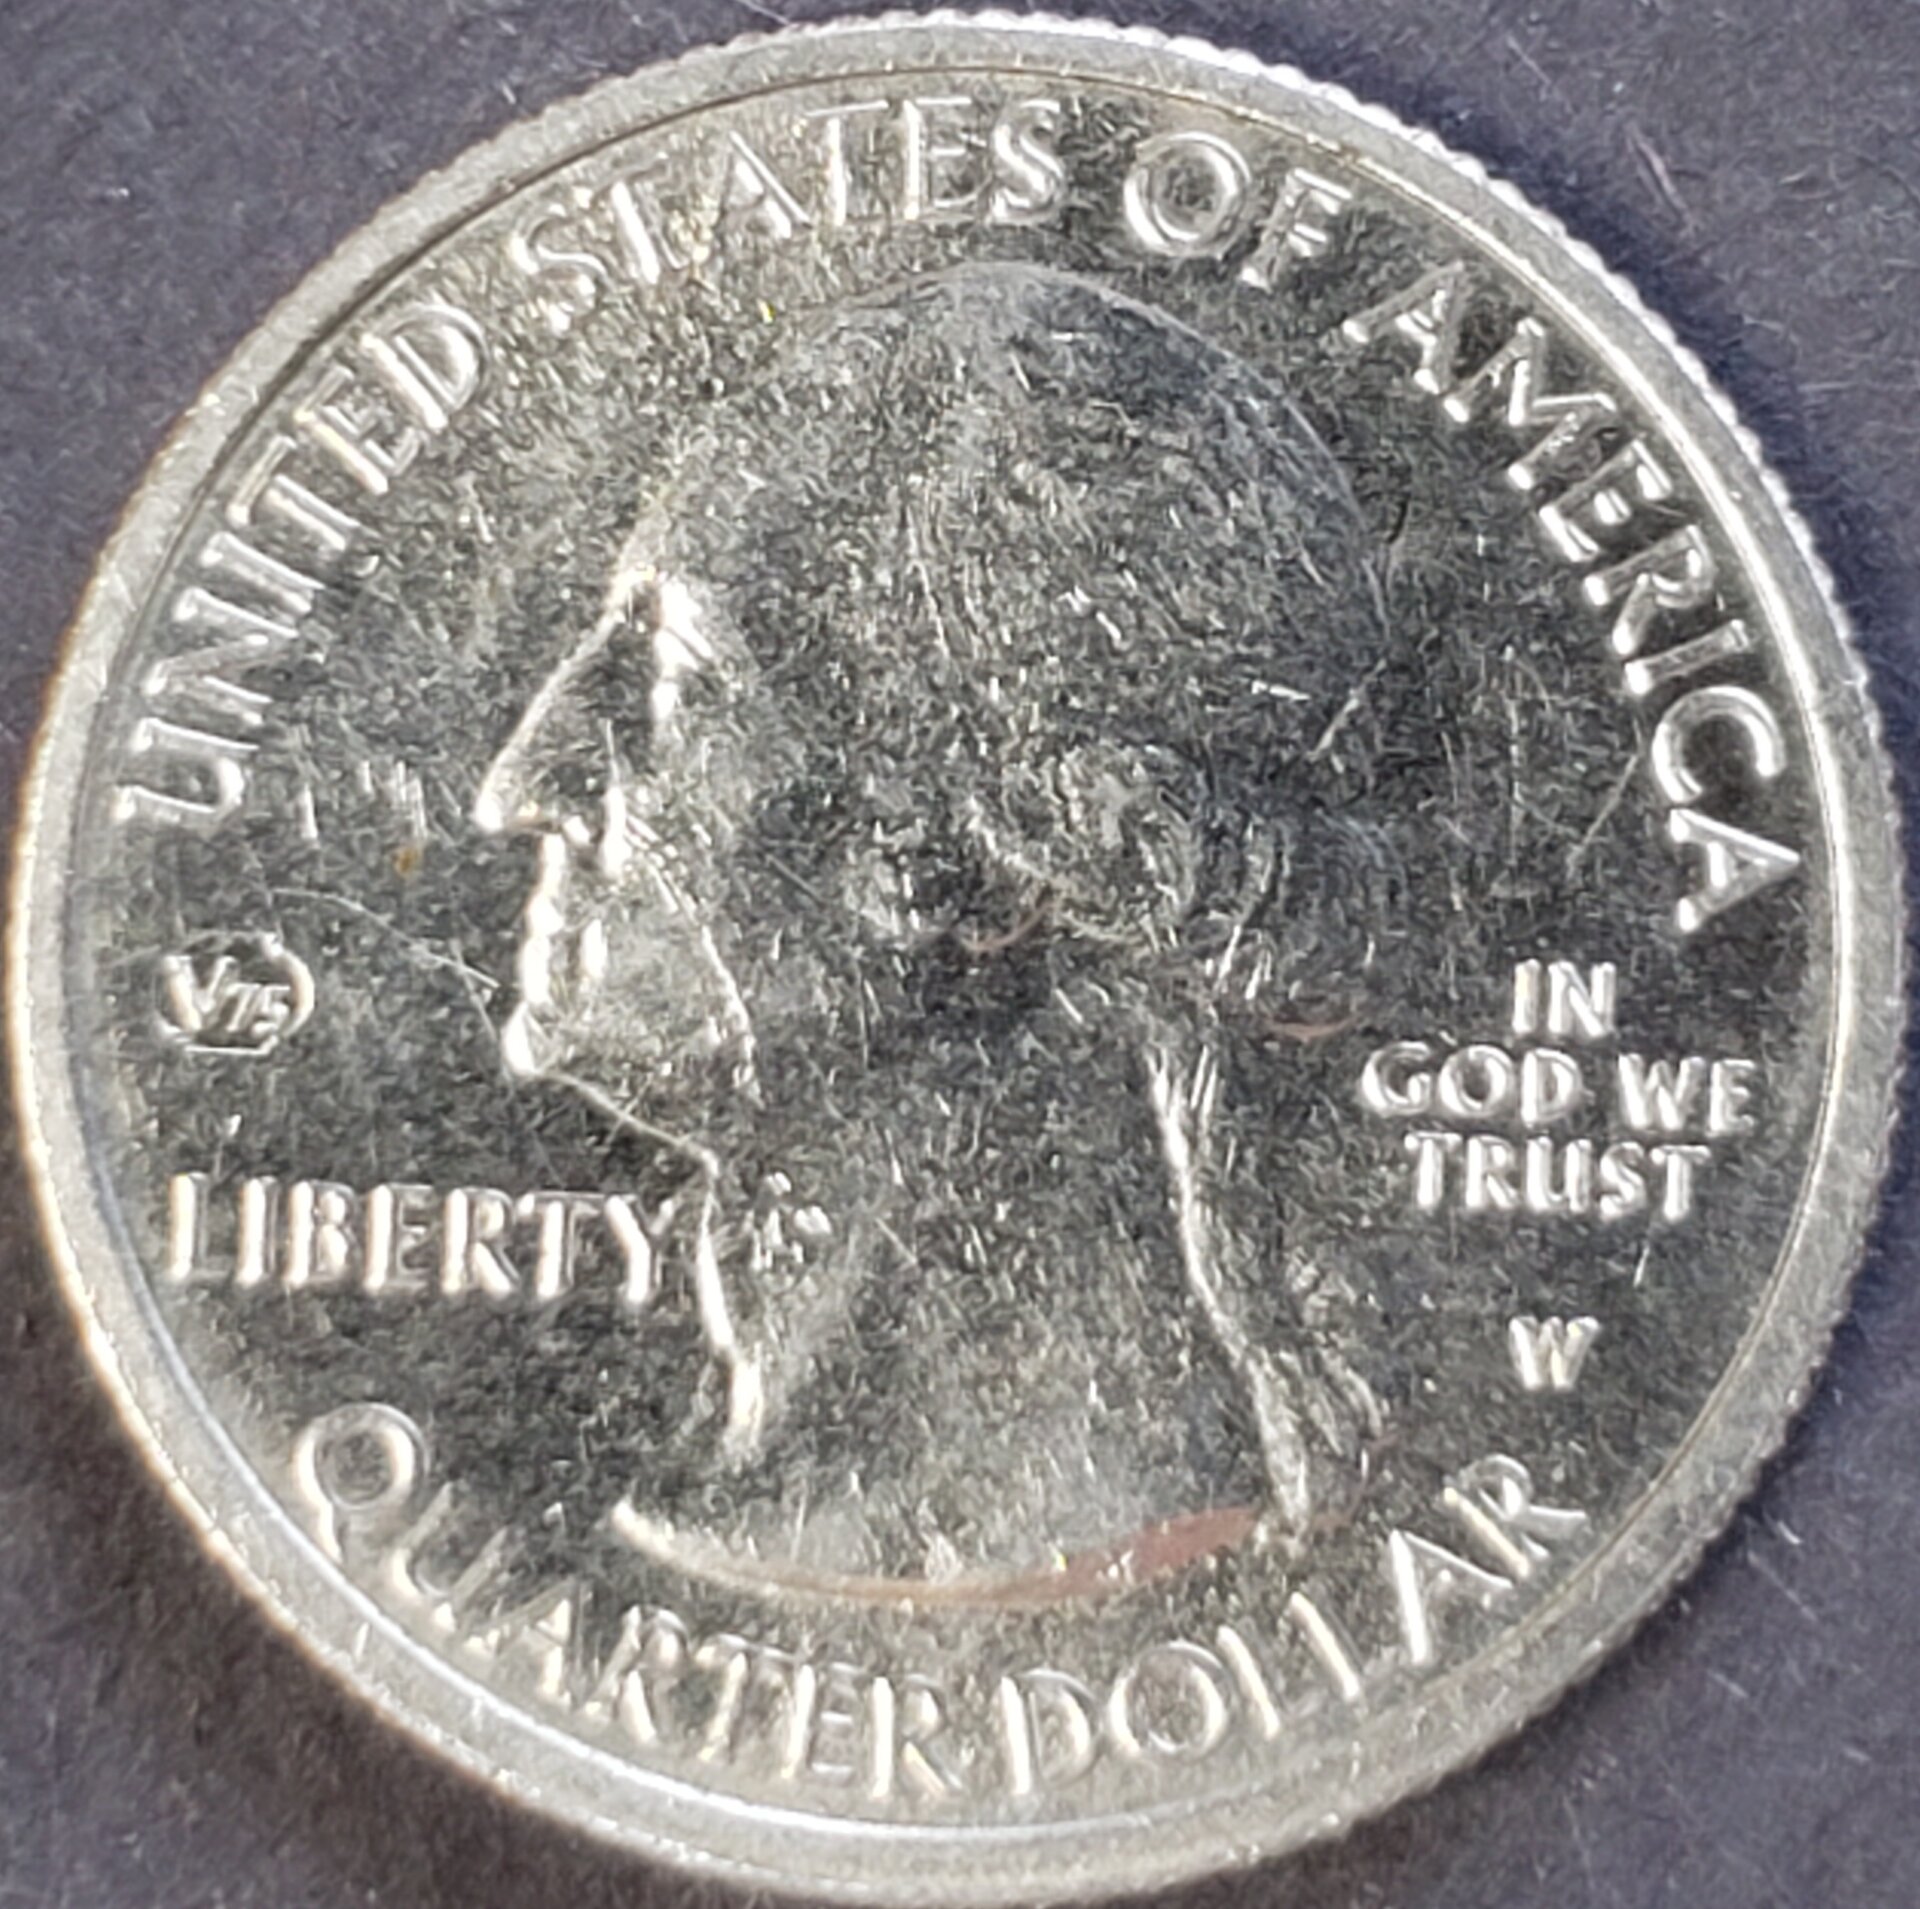 UNITED STATES OF AMERICA
V75
LIBERTY
IN
GOD WE
TRUST
W
QUARTER DOLLAR